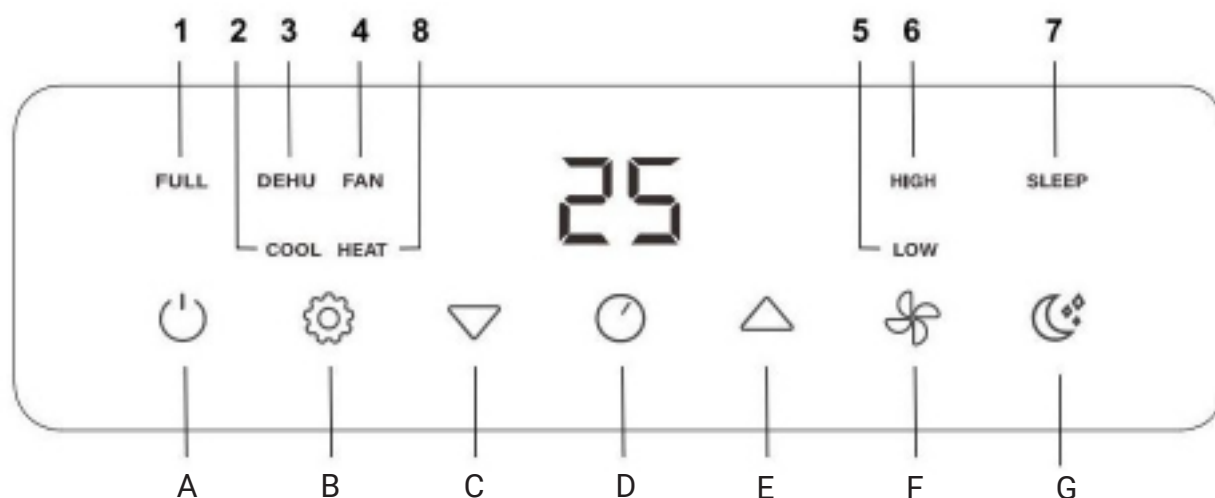 1 2 3 4 8 5 6 7
FULL DEHU FAN HIGH SLEEP
25
COOL HEAT LOW
A B C D E F G